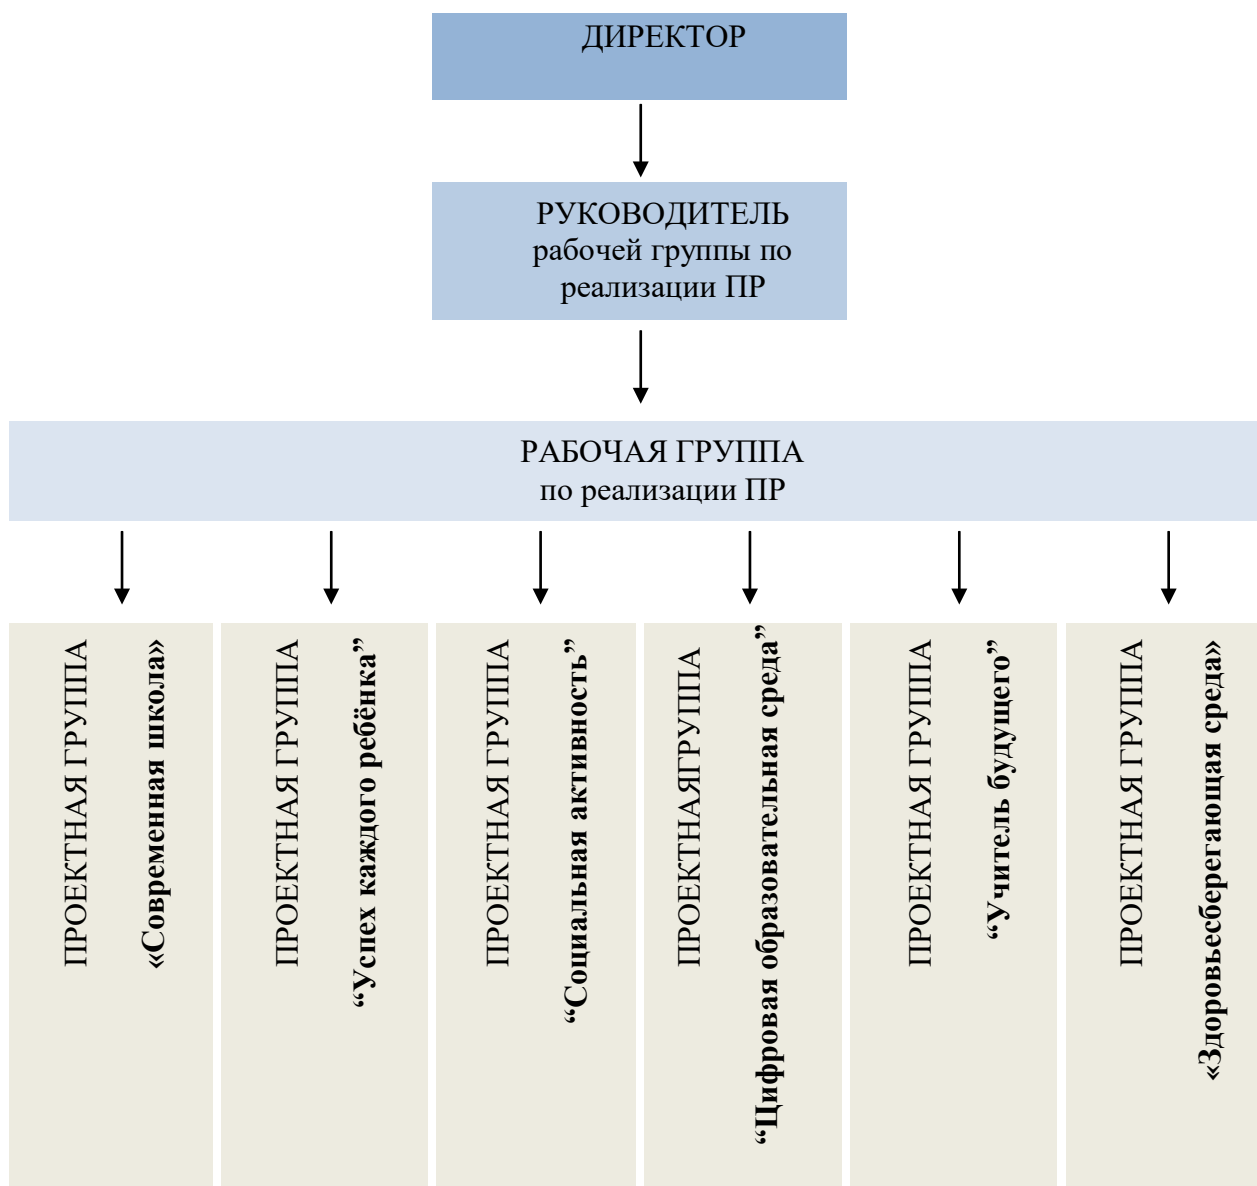 ДИРЕКТОР
РУКОВОДИТЕЛЬ
рабочей группы по
реализации ПР
РАБОЧАЯ ГРУППА
по реализации ПР
ПРОЕКТНАЯ ГРУППА
«Современная школа»
ПРОЕКТНАЯ ГРУППА
“Успех каждого ребёнка”
ПРОЕКТНАЯ ГРУППА
“Социальная активность”
ПРОЕКТНАЯГРУППА
“Цифровая образовательная среда”
ПРОЕКТНАЯ ГРУППА
“Учитель будущего”
ПРОЕКТНАЯ ГРУППА
«Здоровьесберегающая среда»